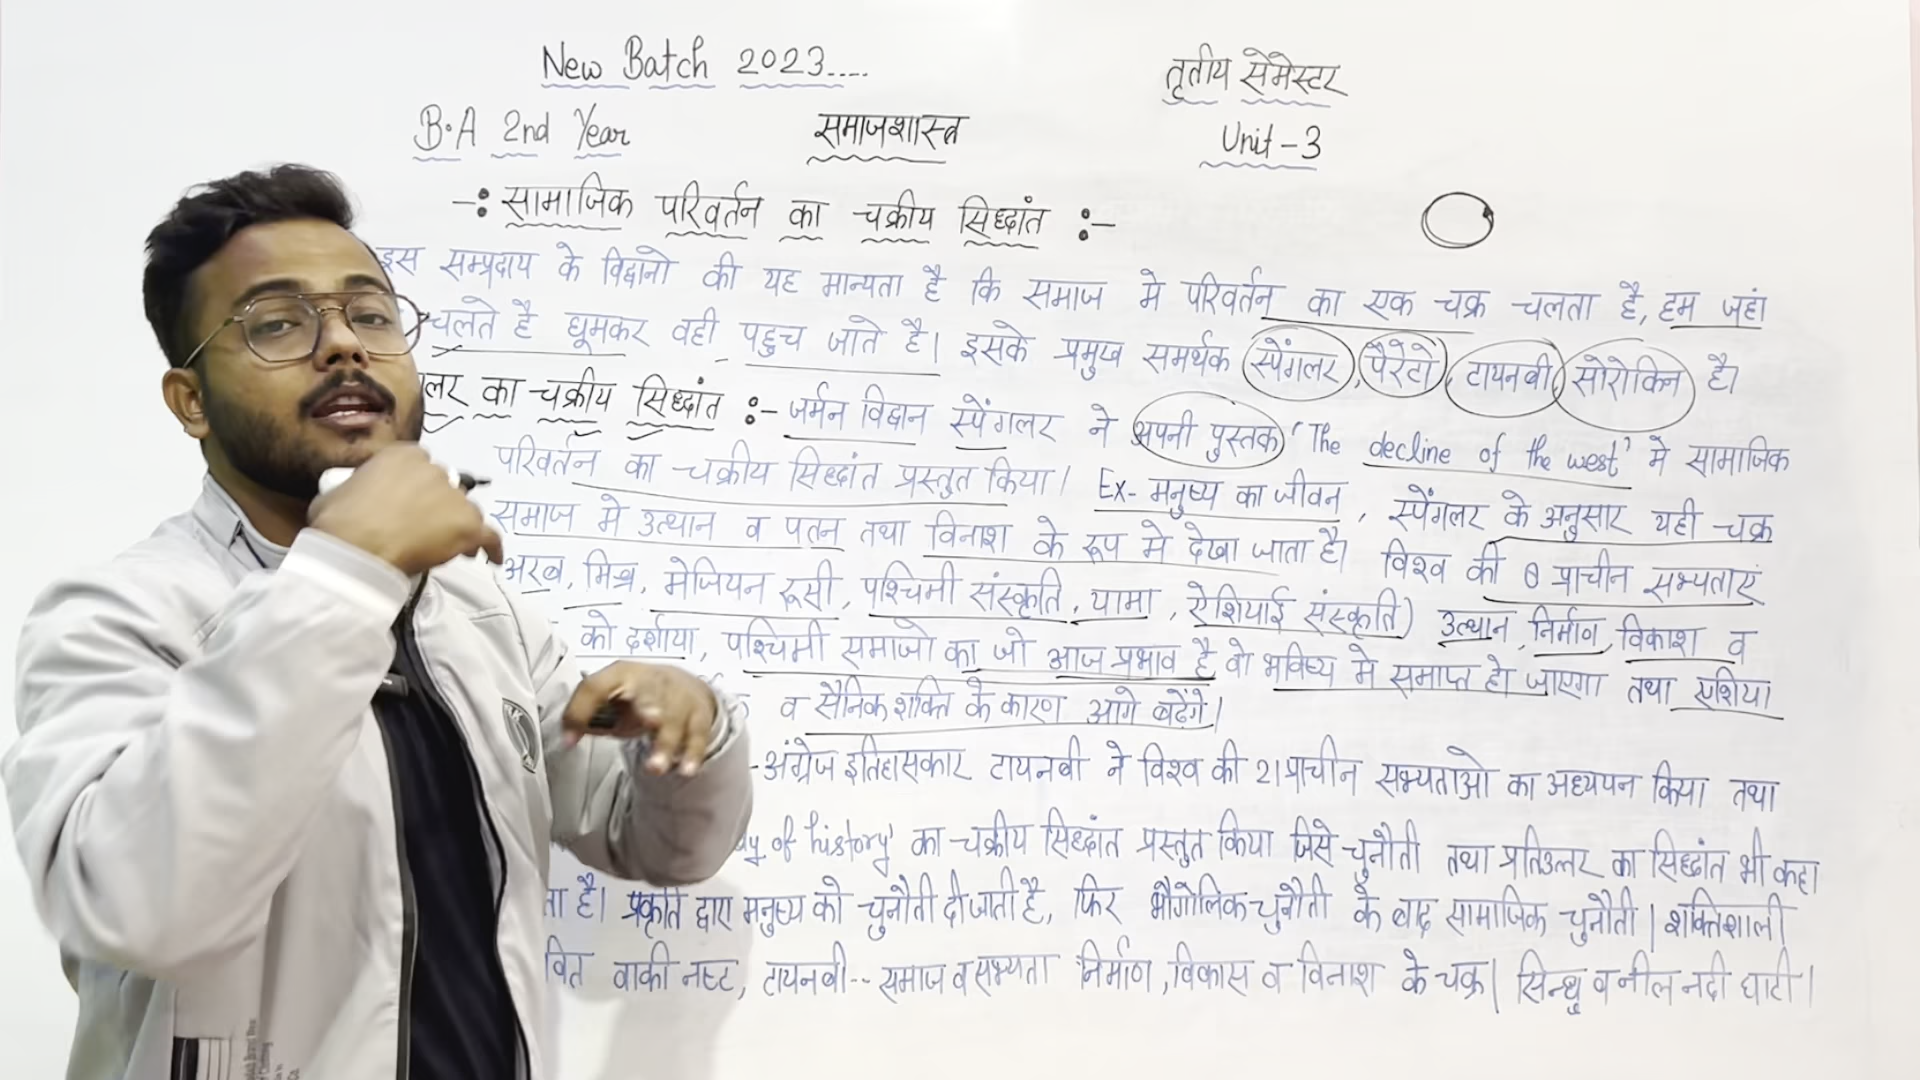 New Batch 2023....
तृतीय सेमेस्टर
B.A 2nd Year
समाजशास्त्र
Unit-3
-: सामाजिक परिवर्तन का चक्रीय सिध्दांत :-
इस सम्प्रदाय के विद्वानो की यह मान्यता है कि समाज मे परिवर्तन का एक चक्र चलता है, हम जहां
चलते है घूमकर वही पहुच जाते है। इसके प्रमुख समर्थक स्पेंगलर, पैरेटो, टायनबी, सोरोकिन है।
लर का चक्रीय सिध्दांत :- जर्मन विद्वान स्पेंगलर ने अपनी पुस्तक 'The decline of the west' मे सामाजिक
परिवर्तन का चक्रीय सिध्दांत प्रस्तुत किया। Ex- मनुष्य का जीवन, स्पेंगलर के अनुसार यही चक्र
समाज मे उत्थान व पतन तथा विनाश के रूप मे देखा जाता है। विश्व की 8 प्राचीन सभ्यताएं
अरब, मिश्र, मेजियन रूसी, पश्चिमी संस्कृति, यामा, ऐशियाई संस्कृति) उत्थान, निर्माण, विकाश व
को दर्शाया, पश्चिमी समाजो का जो आज प्रभाव है वो भविष्य मे समाप्त हो जाएगा तथा एशिया
व सैनिक शक्ति के कारण आगे बढेंगे।
-अंग्रेज इतिहासकार टायनबी ने विश्व की 21 प्राचीन सभ्यताओ का अध्ययन किया तथा
dy of history' का चक्रीय सिध्दांत प्रस्तुत किया जिसे चुनौती तथा प्रतिउत्तर का सिध्दांत भी कहा
ता है। प्रकृति द्वारा मनुष्य को चुनौती दी जाती है, फिर भौगोलिक चुनौती के बाद सामाजिक चुनौती। शक्तिशाली
वित बाकी नष्ट, टायनबी-- समाज व सभ्यता निर्माण, विकास व विनाश के चक्र। सिन्धु व नील नदी घाटी।